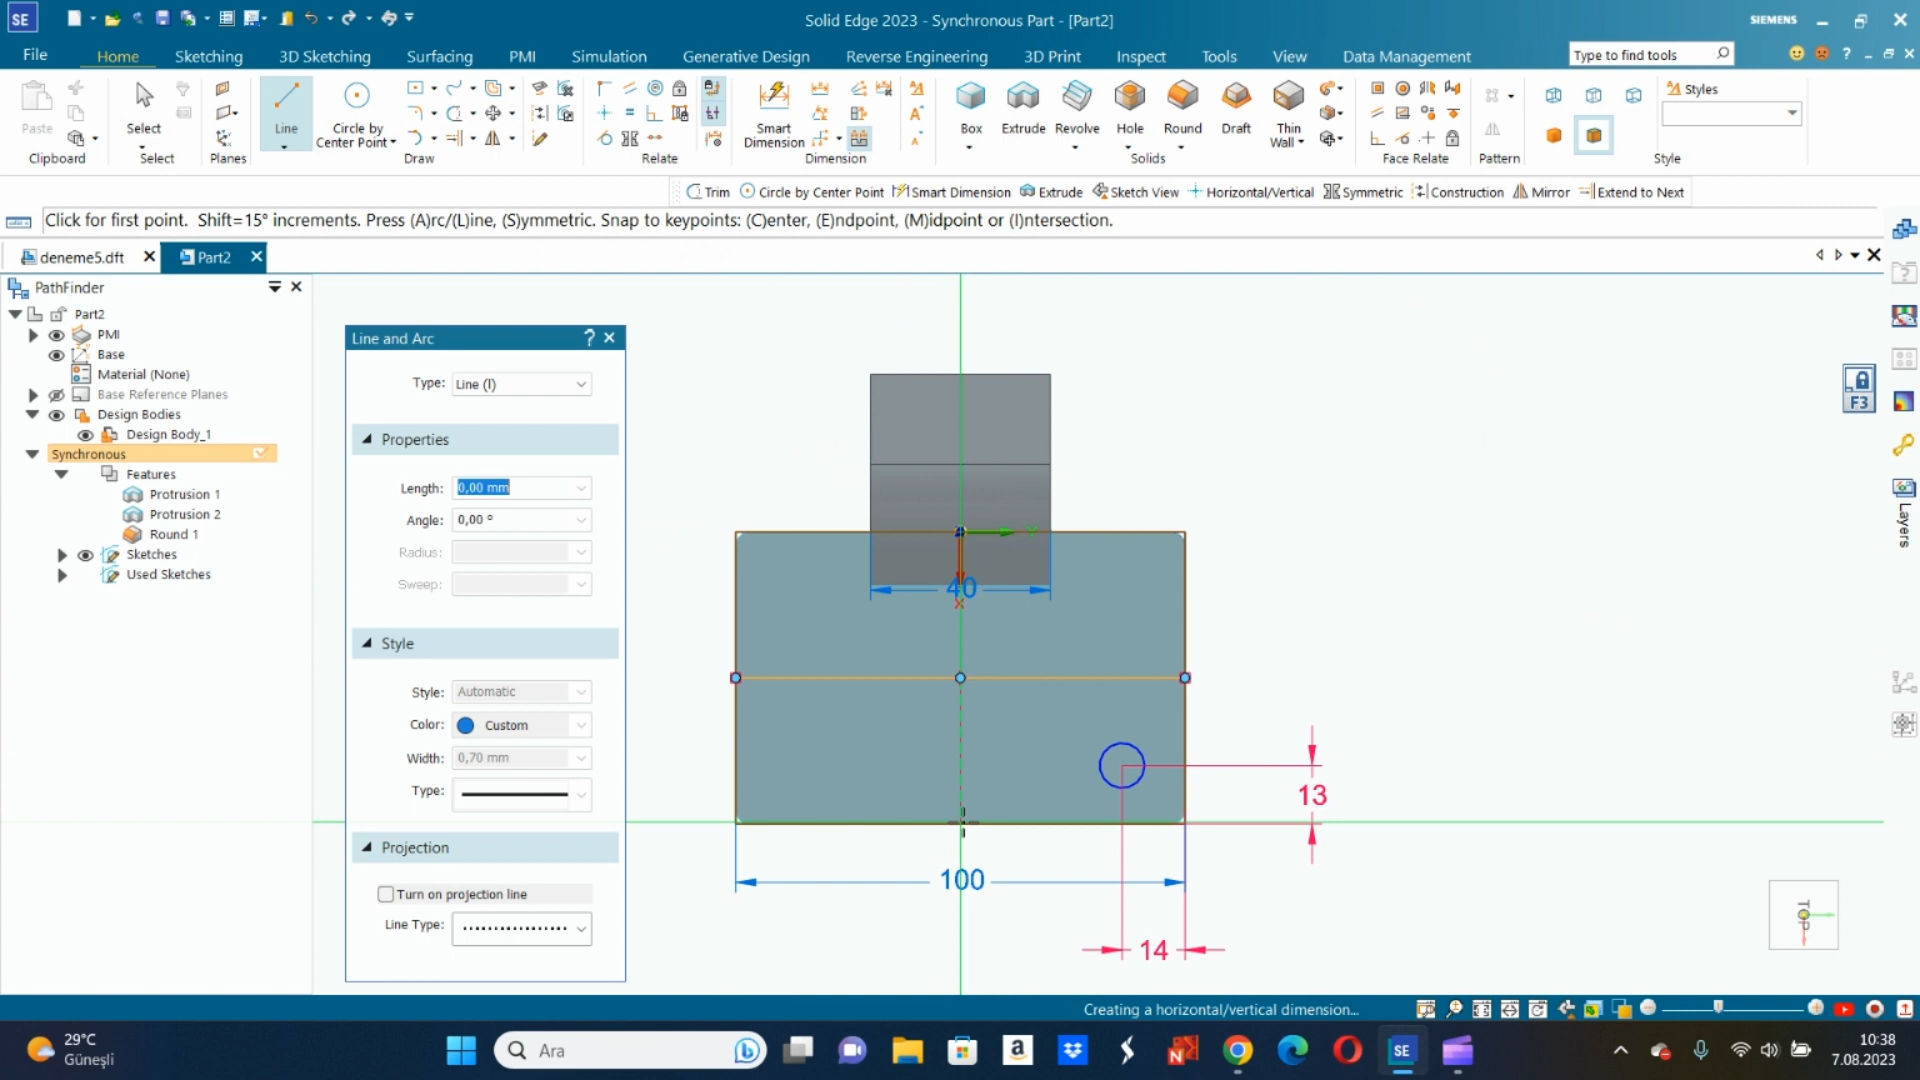 SE
Solid Edge 2023 - Synchronous Part - [Part2]
SIEMENS
File
Home
Sketching
3D Sketching
Surfacing
PMI
Simulation
Generative Design
Reverse Engineering
3D Print
Inspect
Tools
View
Data Management
Type to find tools
Paste
Clipboard
Select
Select
Planes
Line
Circle by
Center Point
Draw
Relate
Smart
Dimension
Dimension
Box
Extrude
Revolve
Hole
Round
Draft
Thin
Wall
Solids
Face Relate
Pattern
Styles
Style
Trim
Circle by Center Point
Smart Dimension
Extrude
Sketch View
Horizontal/Vertical
Symmetric
Construction
Mirror
Extend to Next
Click for first point. Shift=15° increments. Press (A)rc/(L)ine, (S)ymmetric. Snap to keypoints: (C)enter, (E)ndpoint, (M)idpoint or (I)ntersection.
deneme5.dft
Part2
PathFinder
Part2
PMI
Base
Material (None)
Base Reference Planes
Design Bodies
Design Body_1
Synchronous
Features
Protrusion 1
Protrusion 2
Round 1
Sketches
Used Sketches
Line and Arc
?
Type: Line (l)
Properties
Length: 0,00 mm
Angle: 0,00 °
Radius:
Sweep:
Style
Style: Automatic
Color: Custom
Width: 0,70 mm
Type:
Projection
Turn on projection line
Line Type:
40
x
13
100
14
F3
Layers
TOP
Creating a horizontal/vertical dimension...
29°C
Güneşli
Ara
SE
10:38
7.08.2023